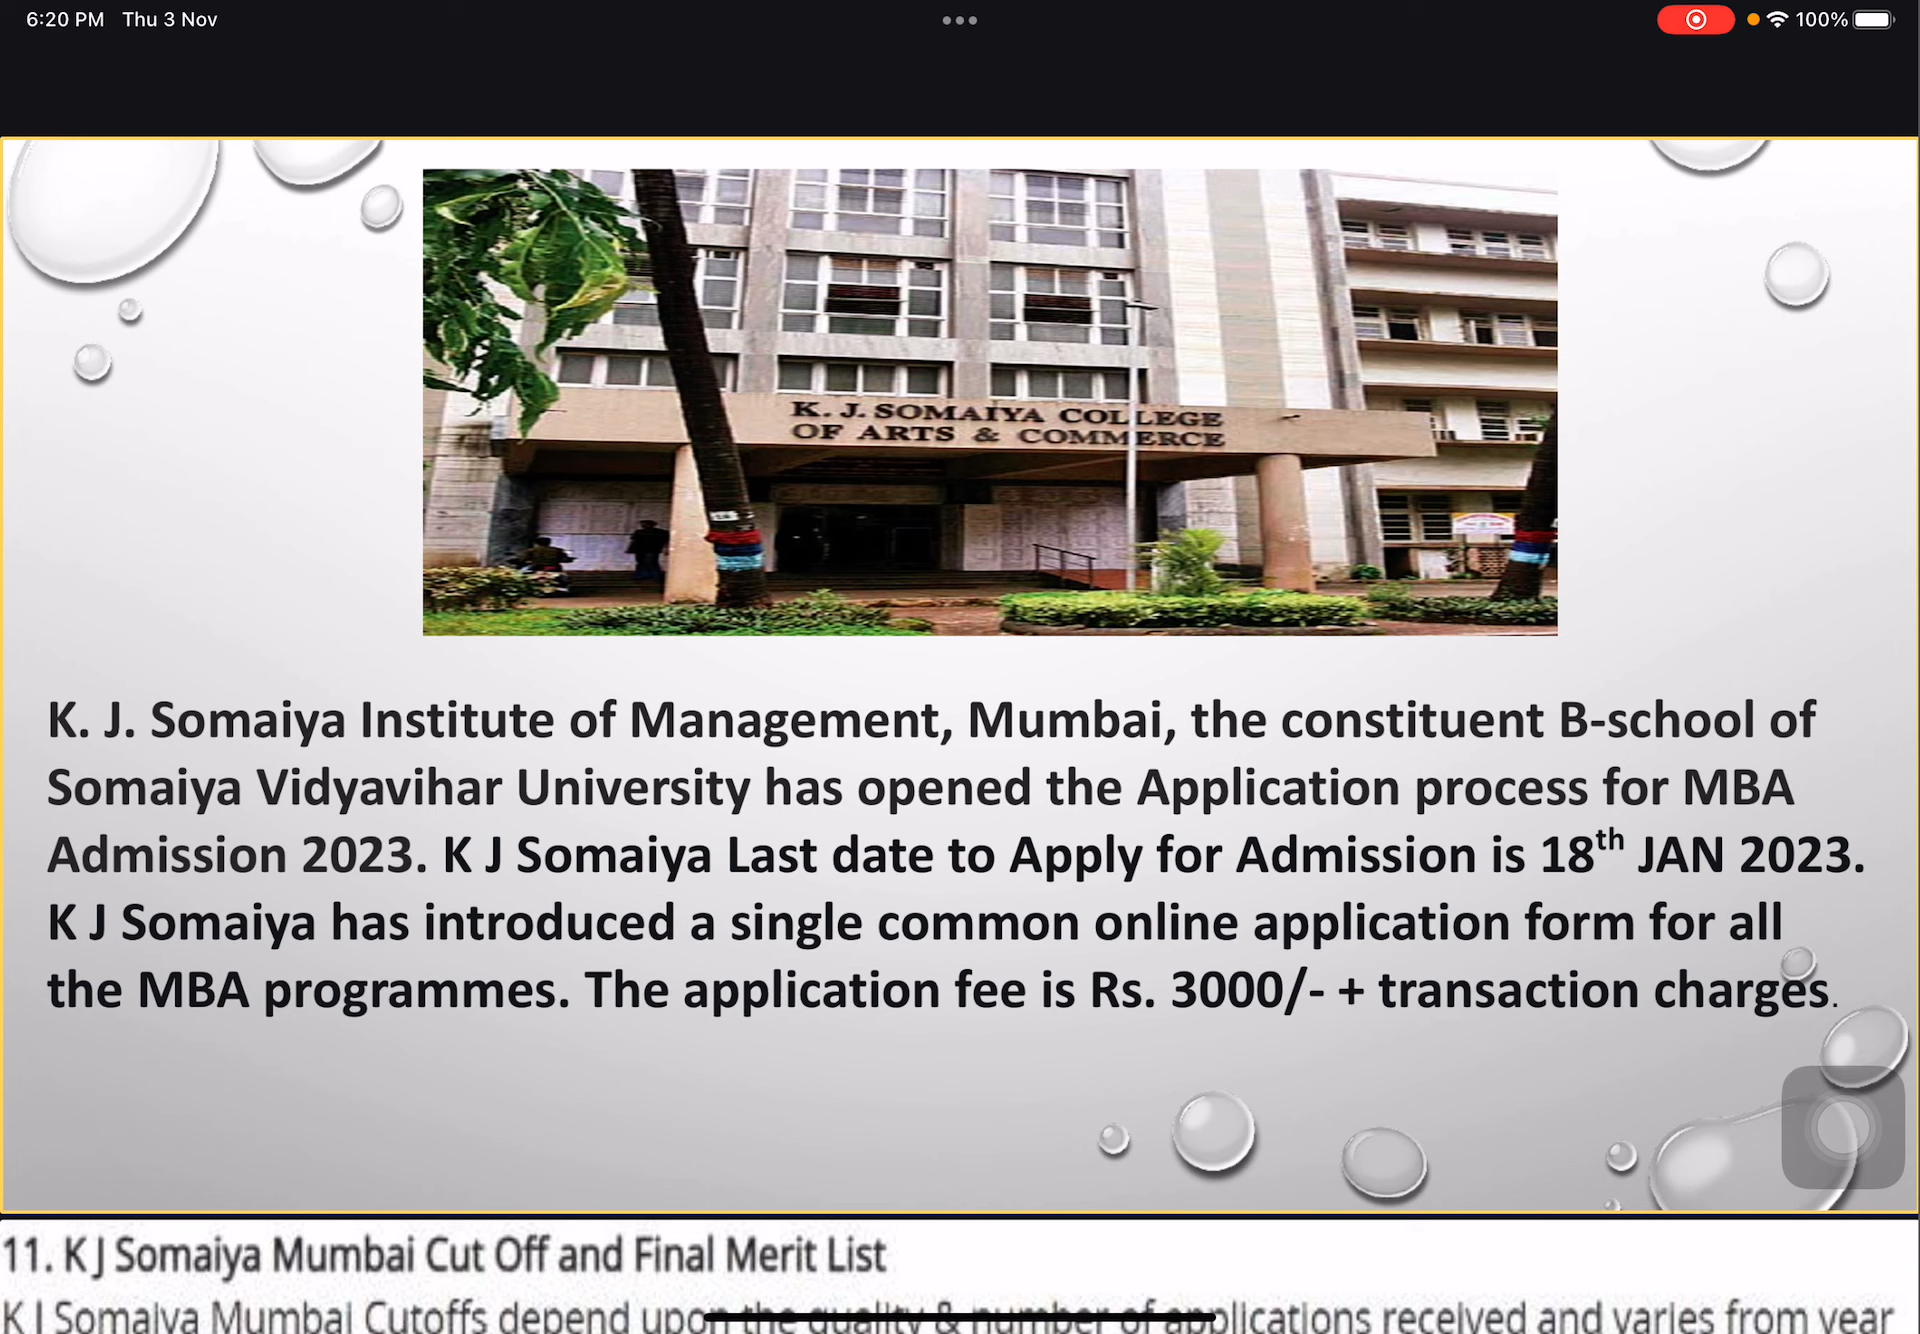 6:20 PM Thu 3 Nov
100%
K. J. SOMAIYA COLLEGE
OF ARTS & COMMERCE
K. J. Somaiya Institute of Management, Mumbai, the constituent B-school of
Somaiya Vidyavihar University has opened the Application process for MBA
Admission 2023. K J Somaiya Last date to Apply for Admission is 18th JAN 2023.
K J Somaiya has introduced a single common online application form for all
the MBA programmes. The application fee is Rs. 3000/- + transaction charges.
11. K J Somaiya Mumbai Cut Off and Final Merit List
K J Somaiya Mumbai Cutoffs depend upon the quality & number of applications received and varies from year